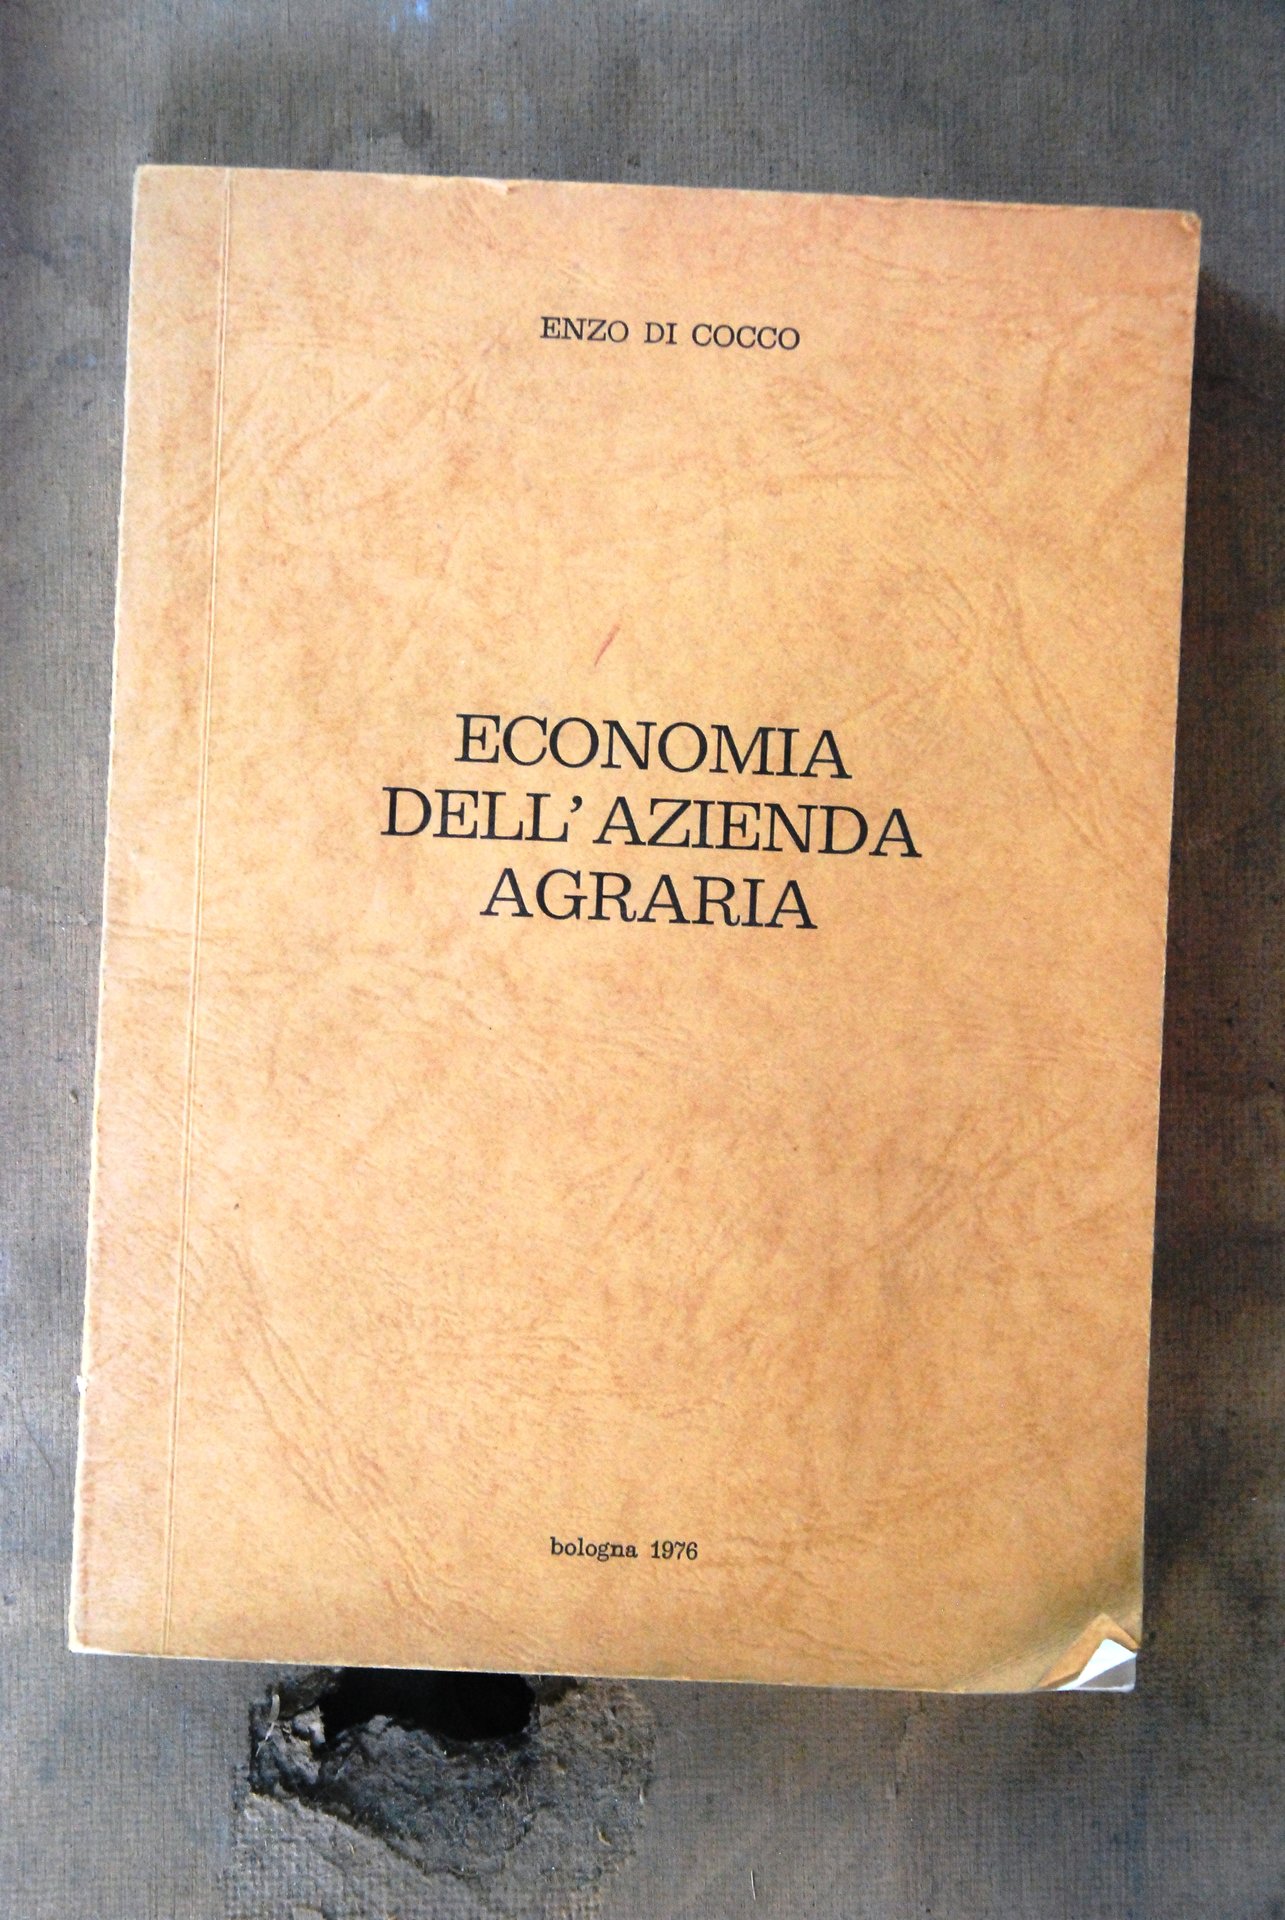 ENZO DI COCCO
ECONOMIA
DELL'AZIENDA
AGRARIA
bologna 1976